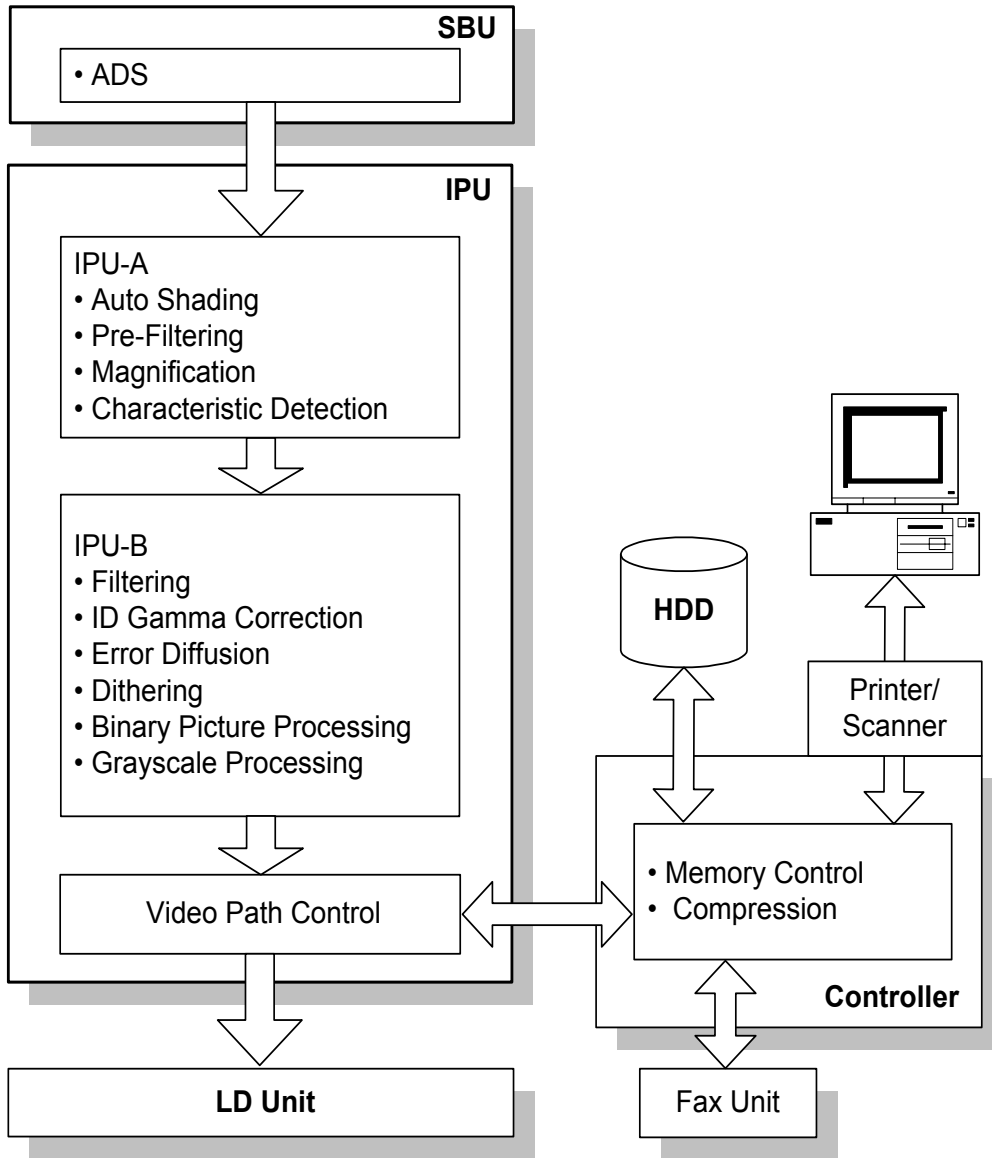 SBU
• ADS
IPU
IPU-A
• Auto Shading
• Pre-Filtering
• Magnification
• Characteristic Detection
IPU-B
• Filtering
• ID Gamma Correction
• Error Diffusion
• Dithering
• Binary Picture Processing
• Grayscale Processing
Video Path Control
LD Unit
HDD
Printer/
Scanner
• Memory Control
• Compression
Controller
Fax Unit